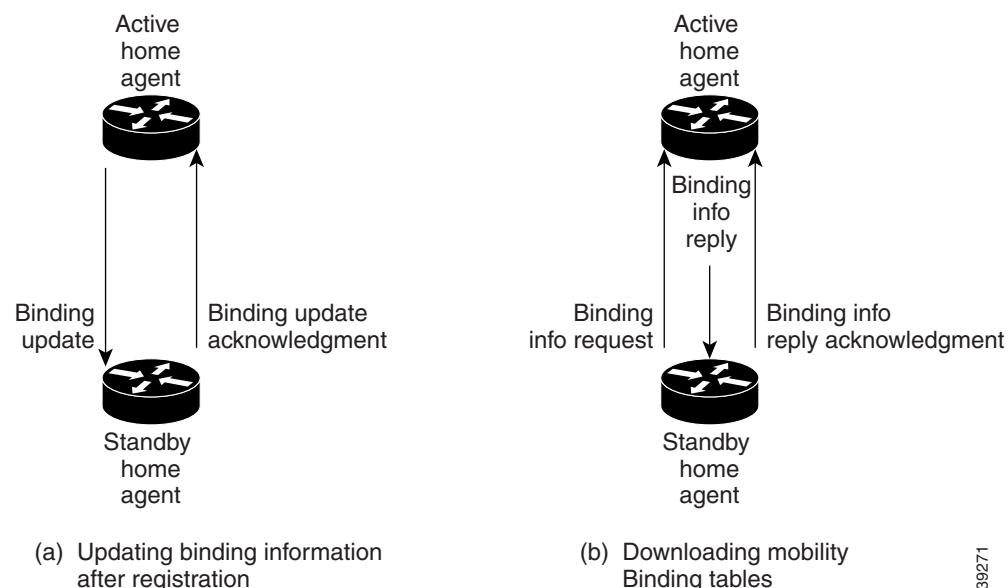 Active
home
agent
Binding
update
Binding update
acknowledgment
Standby
home
agent
(a) Updating binding information
after registration
Active
home
agent
Binding
info
reply
Binding
info request
Binding info
reply acknowledgment
Standby
home
agent
(b) Downloading mobility
Binding tables
39271